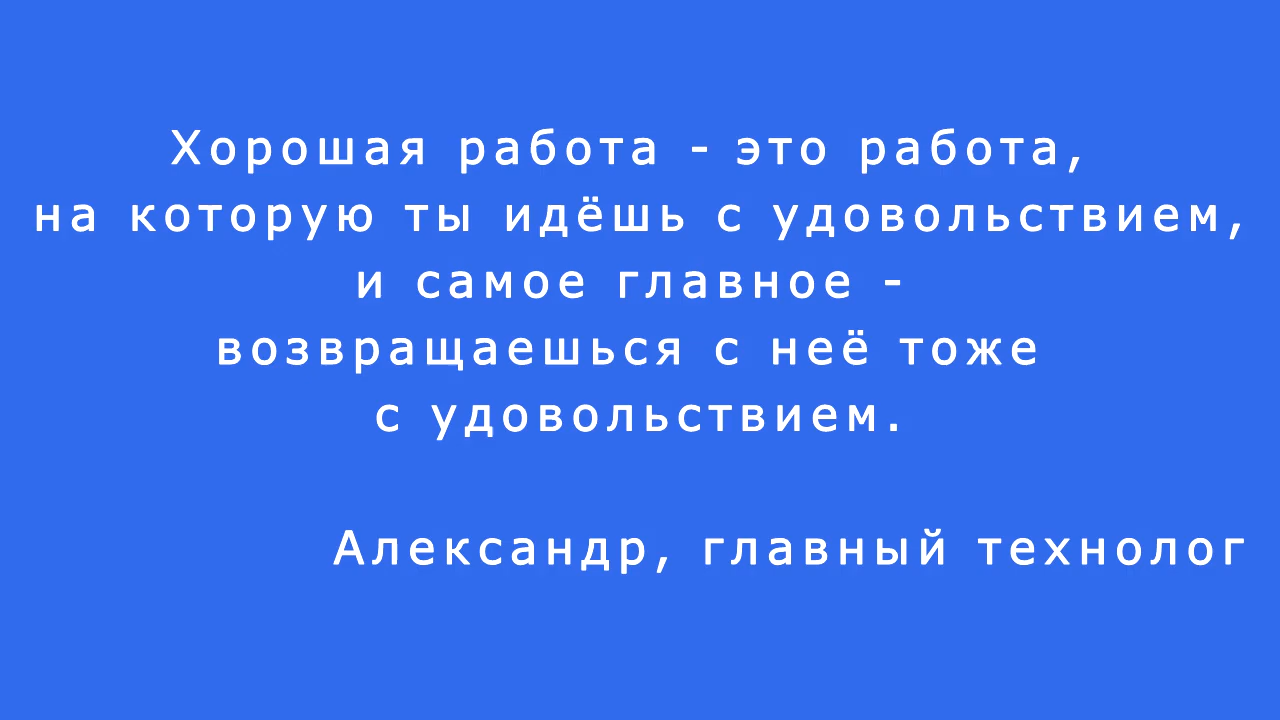 Хорошая работа - это работа,
на которую ты идёшь с удовольствием,
и самое главное -
возвращаешься с неё тоже
с удовольствием.
Александр, главный технолог